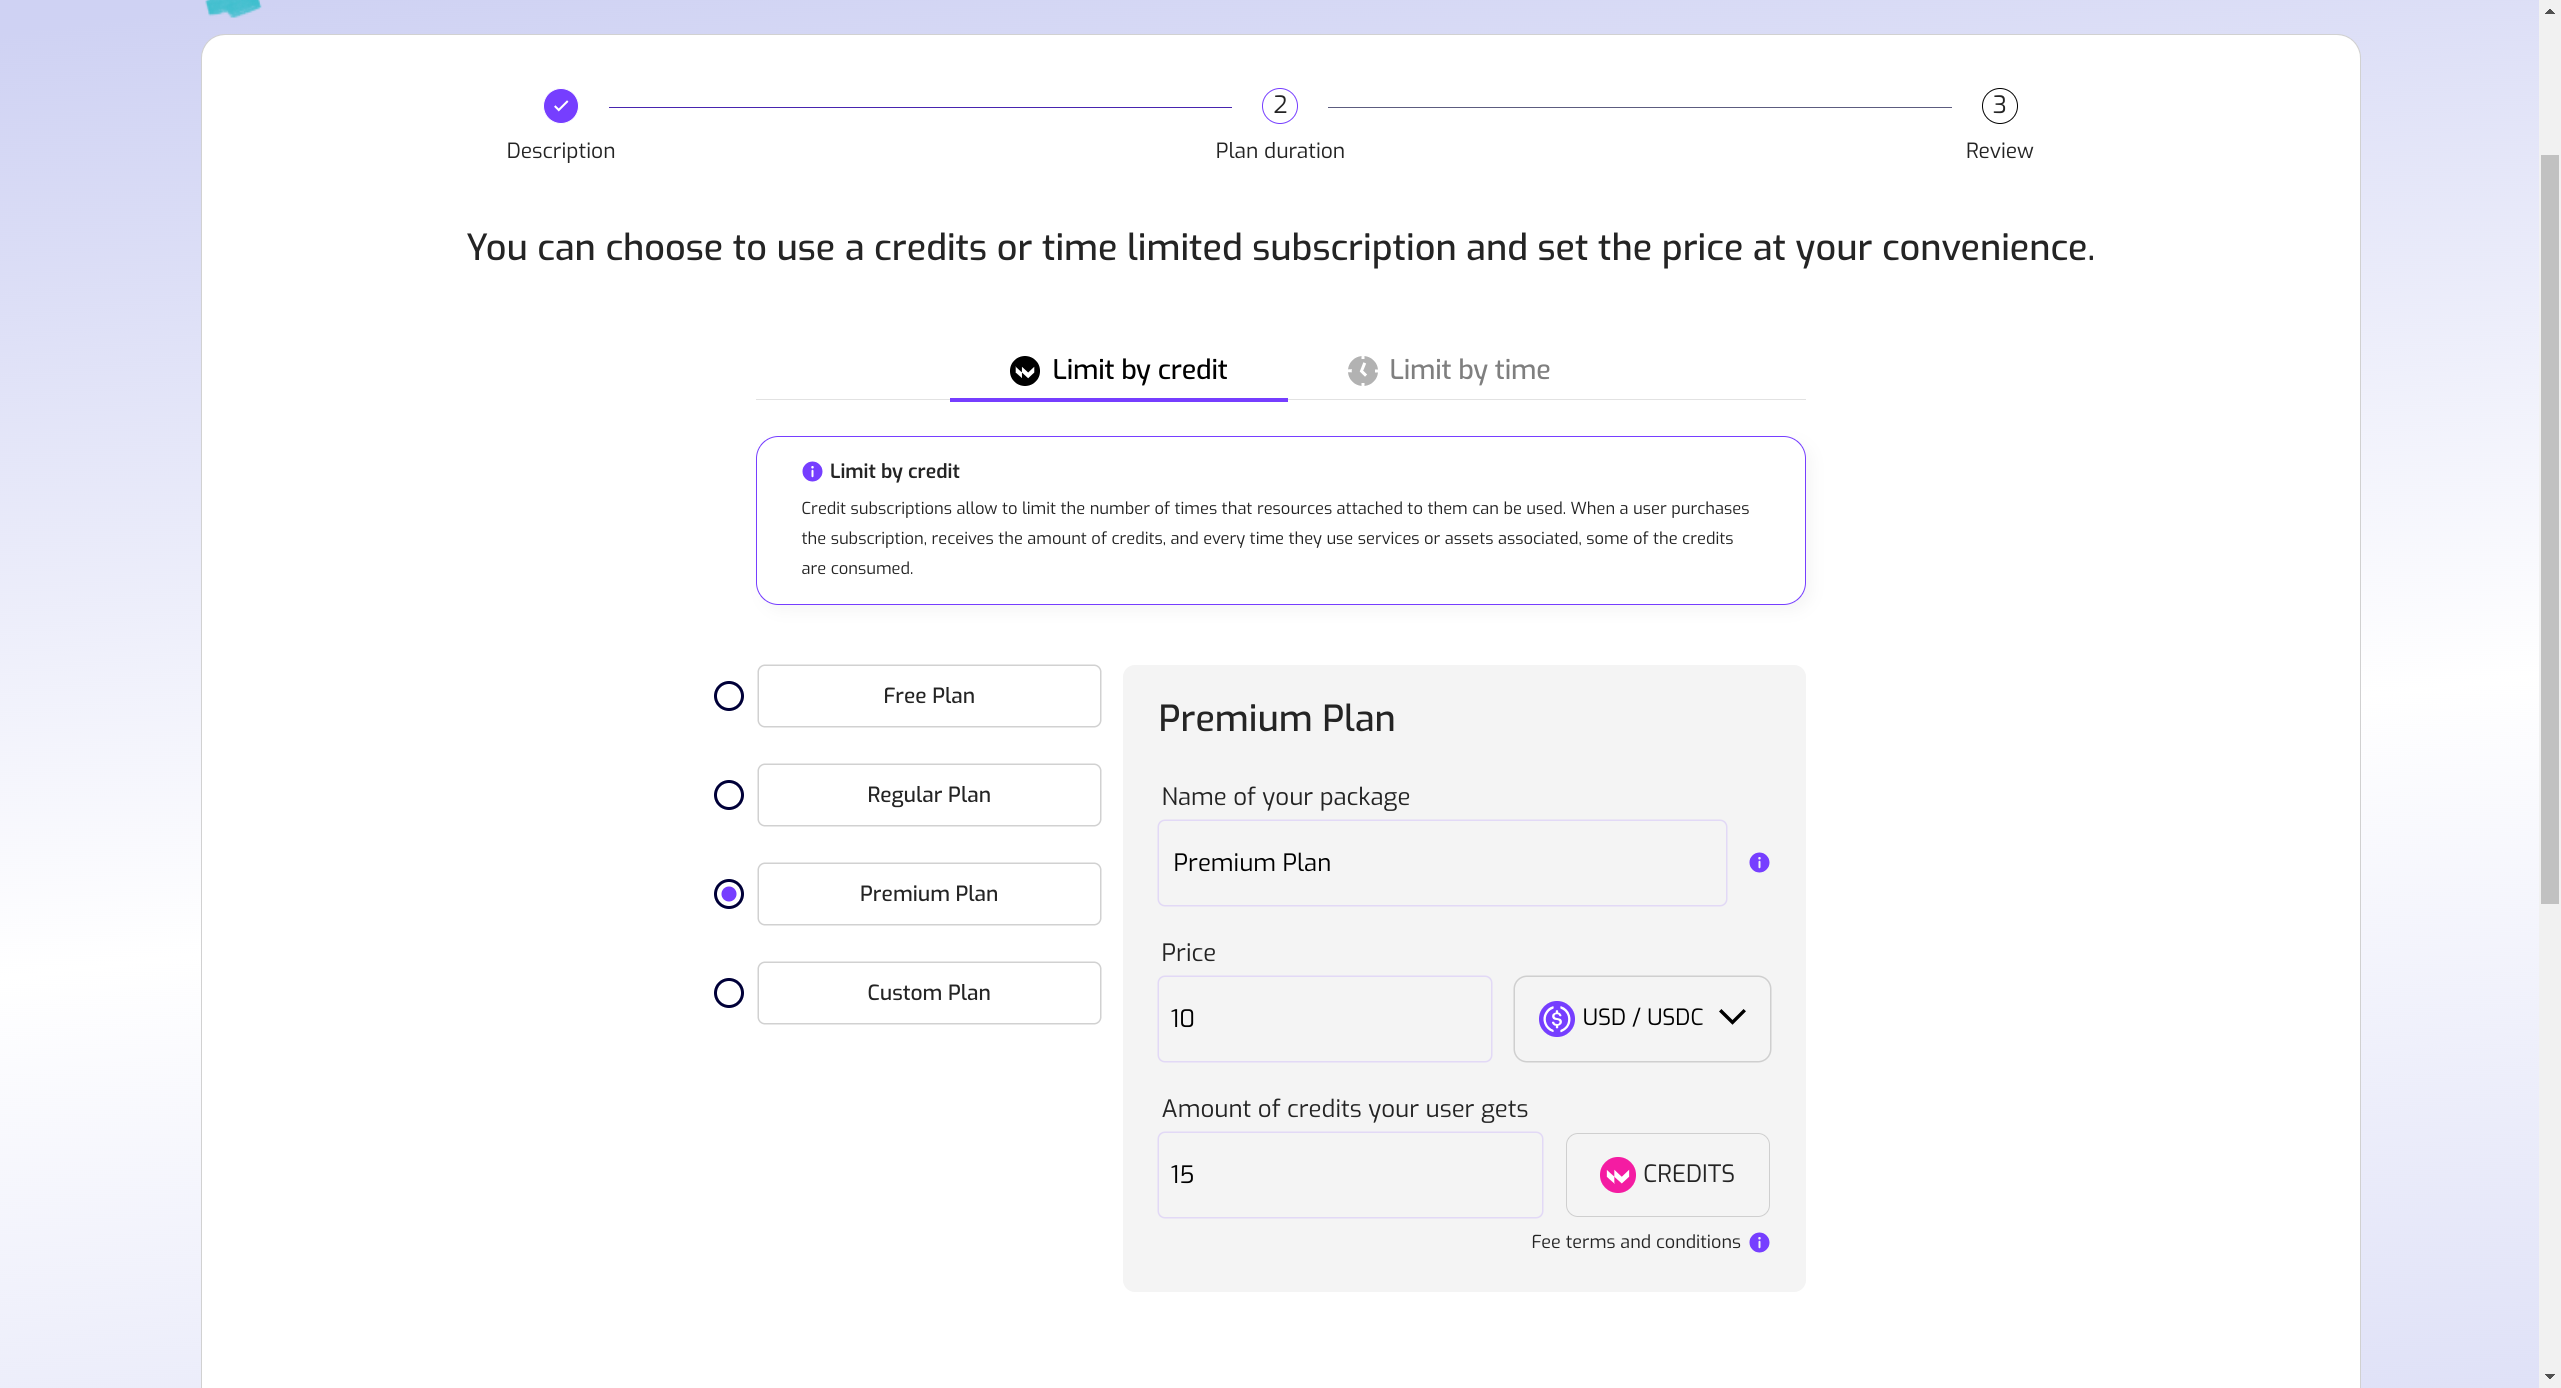 2
3
Description
Plan duration
Review
You can choose to use a credits or time limited subscription and set the price at your convenience.
Limit by credit
Limit by time
Limit by credit
Credit subscriptions allow to limit the number of times that resources attached to them can be used. When a user purchases
the subscription, receives the amount of credits, and every time they use services or assets associated, some of the credits
are consumed.
Free Plan
Regular Plan
Premium Plan
Custom Plan
Premium Plan
Name of your package
Premium Plan
Price
10
USD / USDC
Amount of credits your user gets
15
CREDITS
Fee terms and conditions